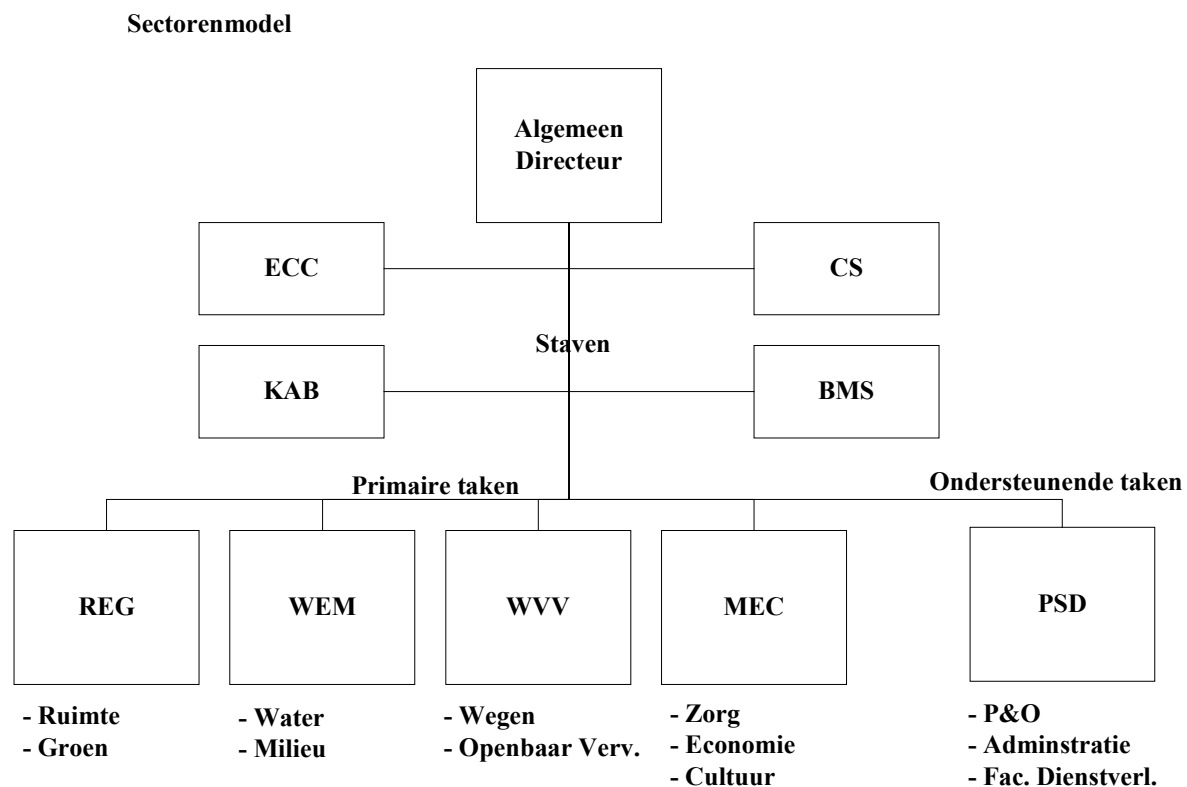 Sectorenmodel
Algemeen
Directeur
ECC
CS
Staven
KAB
BMS
Primaire taken
Ondersteunende taken
REG
WEM
WVV
MEC
PSD
- Ruimte
- Groen
- Water
- Milieu
- Wegen
- Openbaar Verv.
- Zorg
- Economie
- Cultuur
- P&O
- Adminstratie
- Fac. Dienstverl.